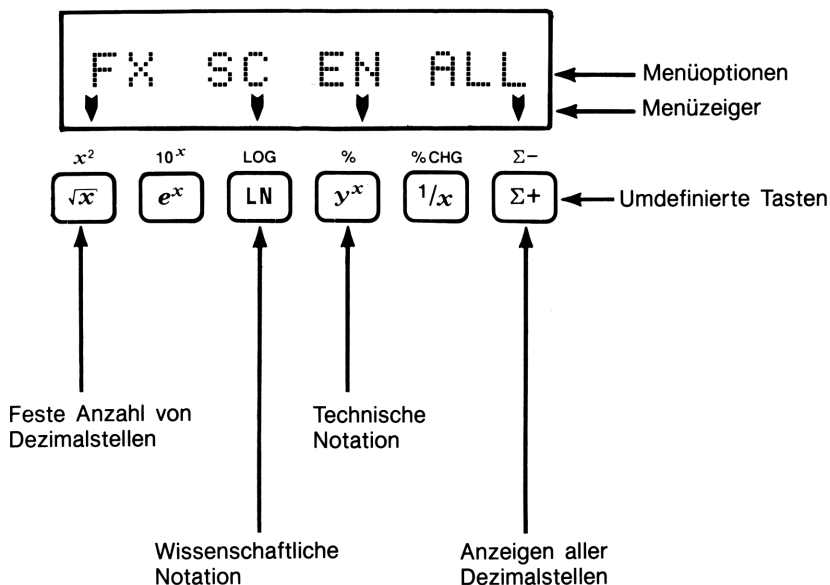 FX SC EN ALL
Menüoptionen
Menüzeiger
x² 10ˣ LOG % %CHG Σ−
√x eˣ LN yˣ 1/x Σ+
Umdefinierte Tasten
Feste Anzahl von
Dezimalstellen
Technische
Notation
Wissenschaftliche
Notation
Anzeigen aller
Dezimalstellen